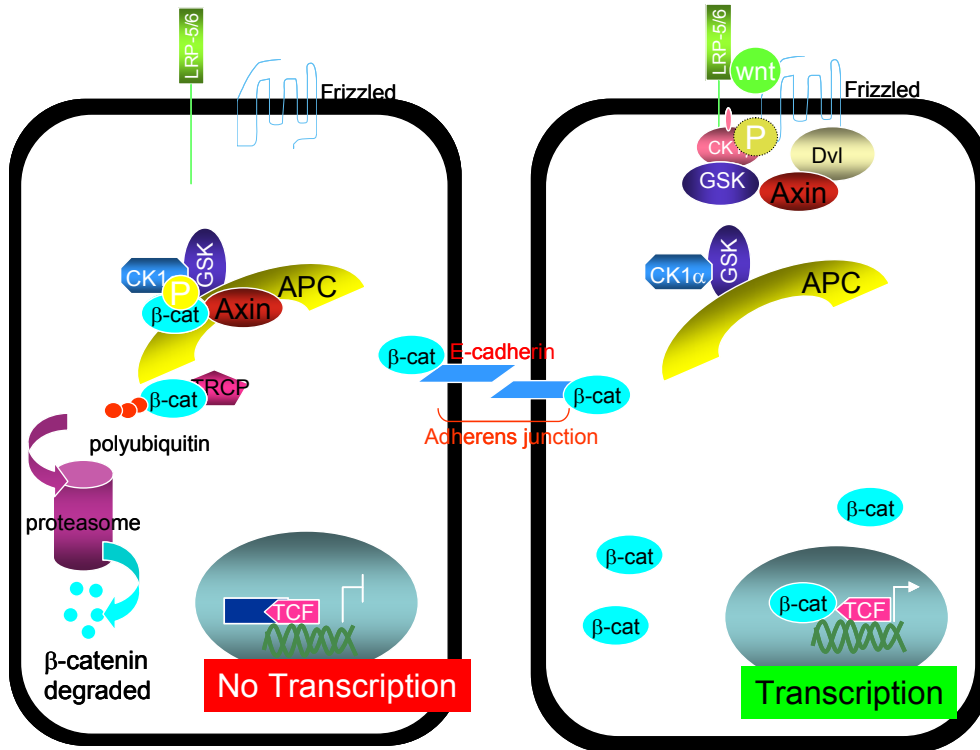 LRP-5/6
Frizzled
CK1
GSK
P
β-cat
Axin
APC
β-cat
TRCP
polyubiquitin
proteasome
β-catenin
degraded
TCF
No Transcription
β-cat
E-cadherin
β-cat
Adherens junction
LRP-5/6
wnt
Frizzled
CK1
P
Dvl
GSK
Axin
CK1α
GSK
APC
β-cat
β-cat
β-cat
β-cat
TCF
Transcription